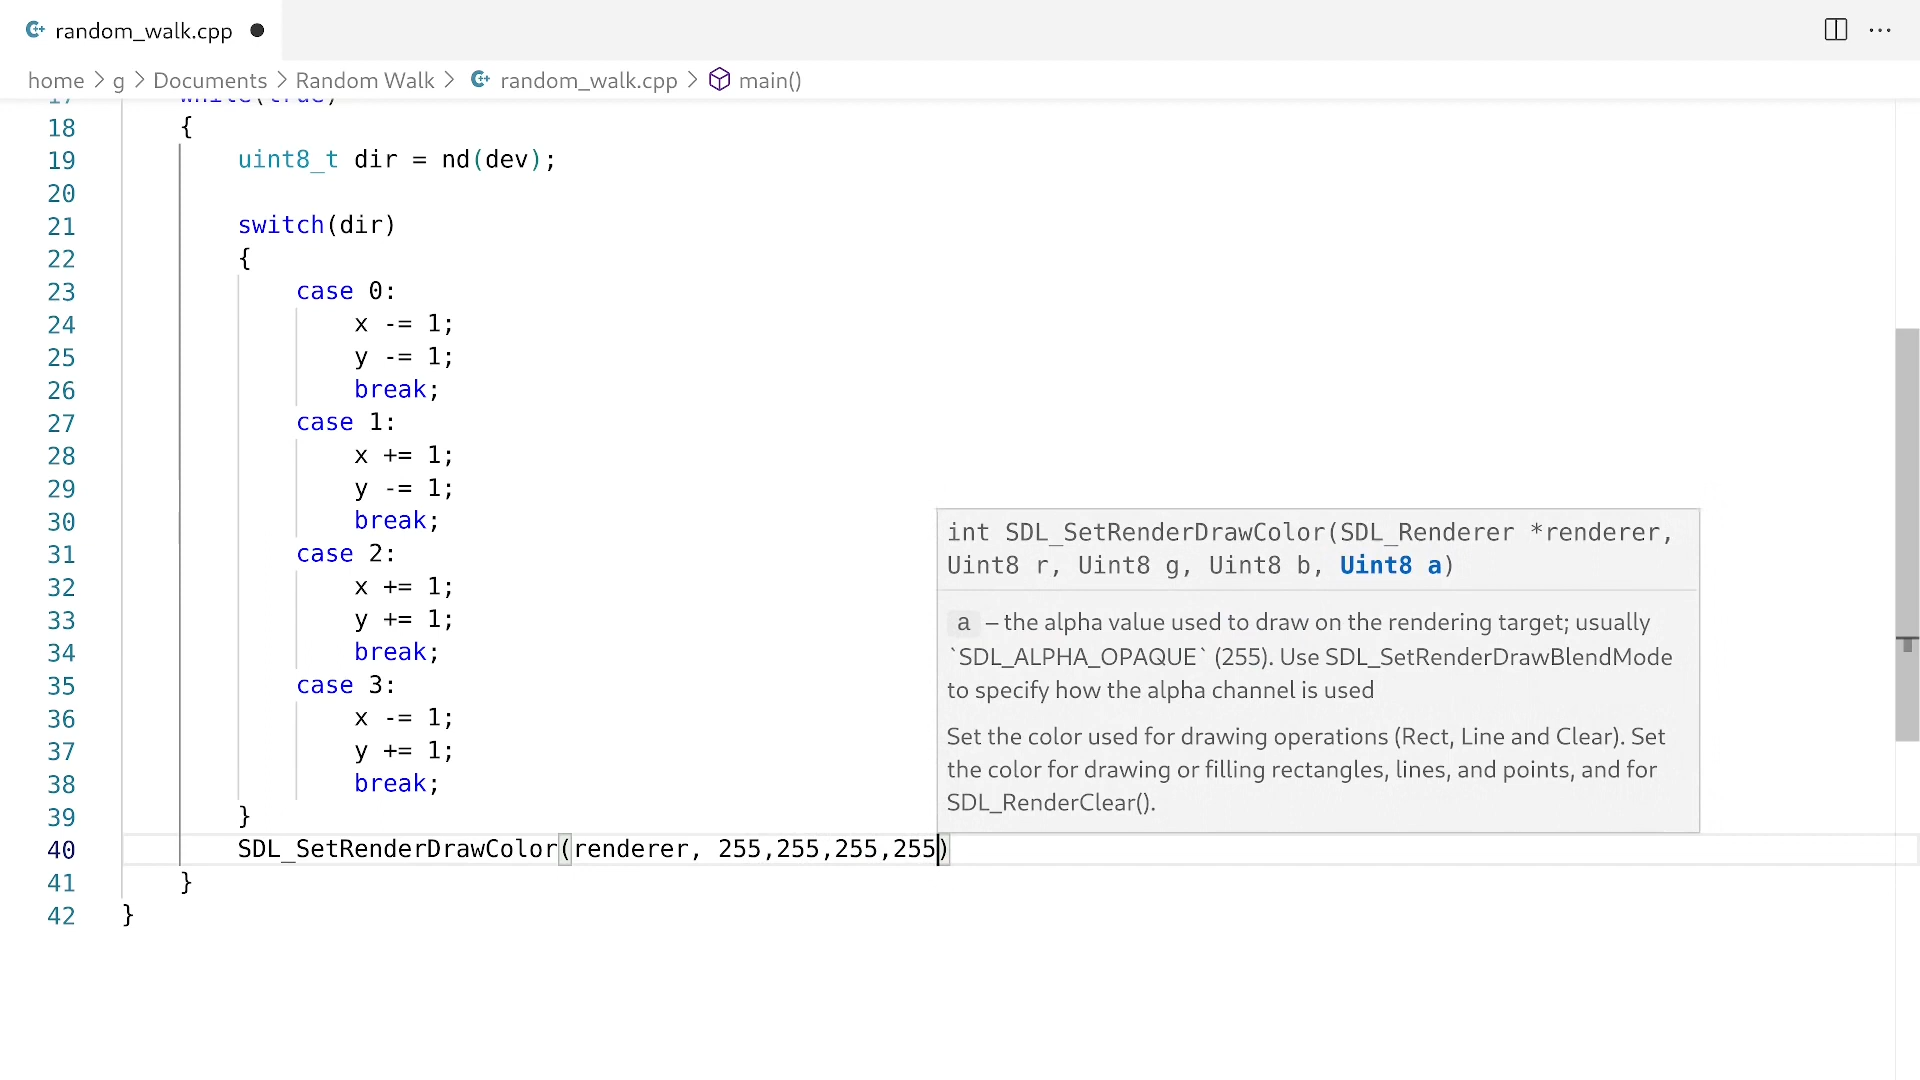 random_walk.cpp
home > g > Documents > Random Walk > random_walk.cpp > main()
17 while(true)
18 {
19 uint8_t dir = nd(dev);
20
21 switch(dir)
22 {
23 case 0:
24 x -= 1;
25 y -= 1;
26 break;
27 case 1:
28 x += 1;
29 y -= 1;
30 break;
31 case 2:
32 x += 1;
33 y += 1;
34 break;
35 case 3:
36 x -= 1;
37 y += 1;
38 break;
39 }
40 SDL_SetRenderDrawColor(renderer, 255,255,255,255)
41 }
42 }
int SDL_SetRenderDrawColor(SDL_Renderer *renderer,
Uint8 r, Uint8 g, Uint8 b, Uint8 a)
a – the alpha value used to draw on the rendering target; usually
`SDL_ALPHA_OPAQUE` (255). Use SDL_SetRenderDrawBlendMode
to specify how the alpha channel is used
Set the color used for drawing operations (Rect, Line and Clear). Set
the color for drawing or filling rectangles, lines, and points, and for
SDL_RenderClear().